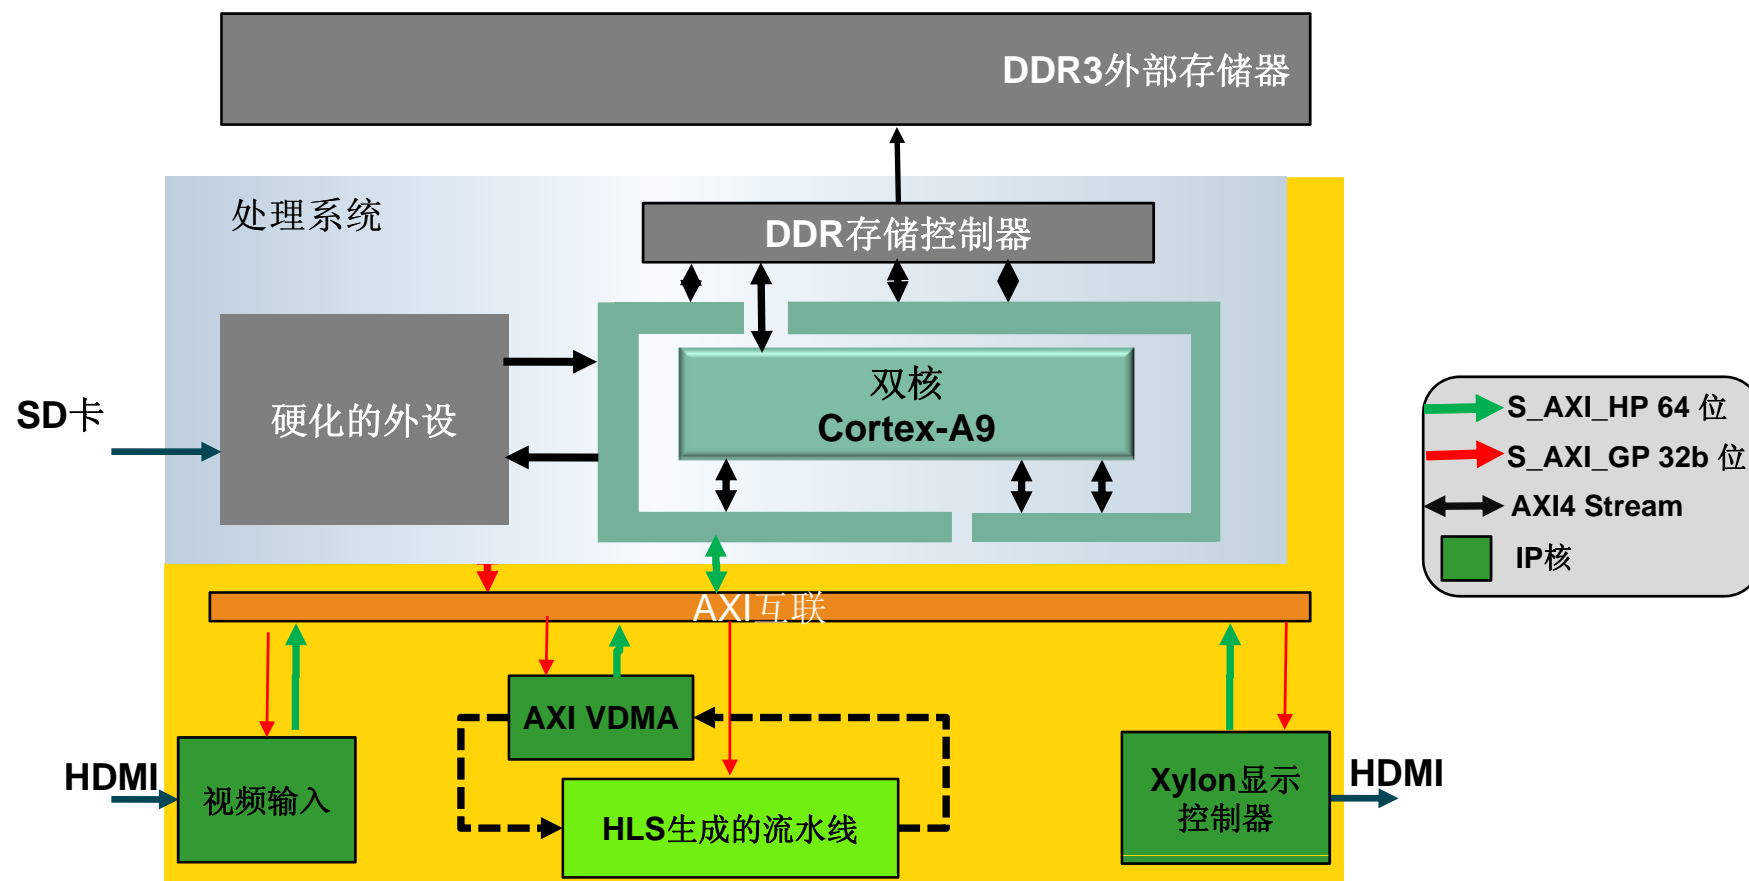 DDR3外部存储器
处理系统
DDR存储控制器
硬化的外设
双核
Cortex-A9
SD卡
S_AXI_HP 64 位
S_AXI_GP 32b 位
AXI4 Stream
IP核
AXI互联
AXI VDMA
HDMI
视频输入
HLS生成的流水线
Xylon显示
控制器
HDMI